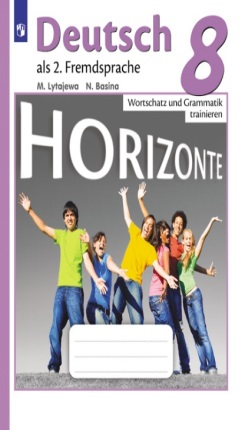 Deutsch 8
als 2. Fremdsprache
M. Lytajewa N. Basina
Wortschatz und Grammatik
trainieren
HORIZONTE